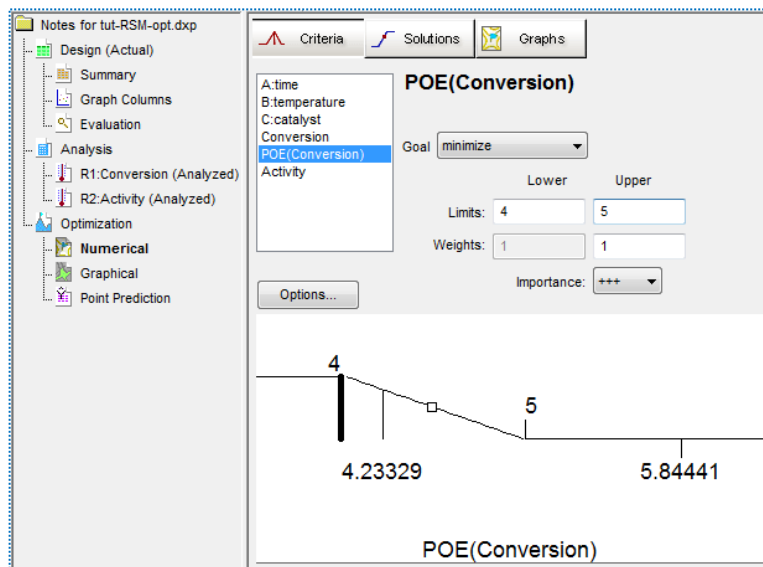 Notes for tut-RSM-opt.dxp
Design (Actual)
Summary
Graph Columns
Evaluation
Analysis
R1:Conversion (Analyzed)
R2:Activity (Analyzed)
Optimization
Numerical
Graphical
Point Prediction
Criteria
Solutions
Graphs
A:time
B:temperature
C:catalyst
Conversion
POE(Conversion)
Activity
POE(Conversion)
Goal minimize
Lower Upper
Limits: 4 5
Weights: 1 1
Importance: +++
Options...
4
5
4.23329 5.84441
POE(Conversion)